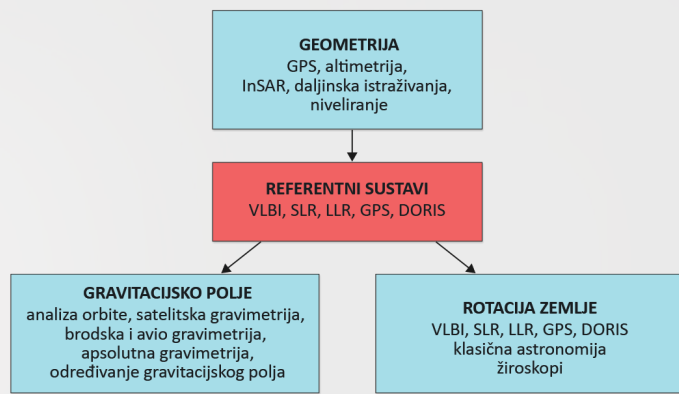 GEOMETRIJA
GPS, altimetrija,
InSAR, daljinska istraživanja,
niveliranje
REFERENTNI SUSTAVI
VLBI, SLR, LLR, GPS, DORIS
GRAVITACIJSKO POLJE
analiza orbite, satelitska gravimetrija,
brodska i avio gravimetrija,
apsolutna gravimetrija,
određivanje gravitacijskog polja
ROTACIJA ZEMLJE
VLBI, SLR, LLR, GPS, DORIS
klasična astronomija
žiroskopi